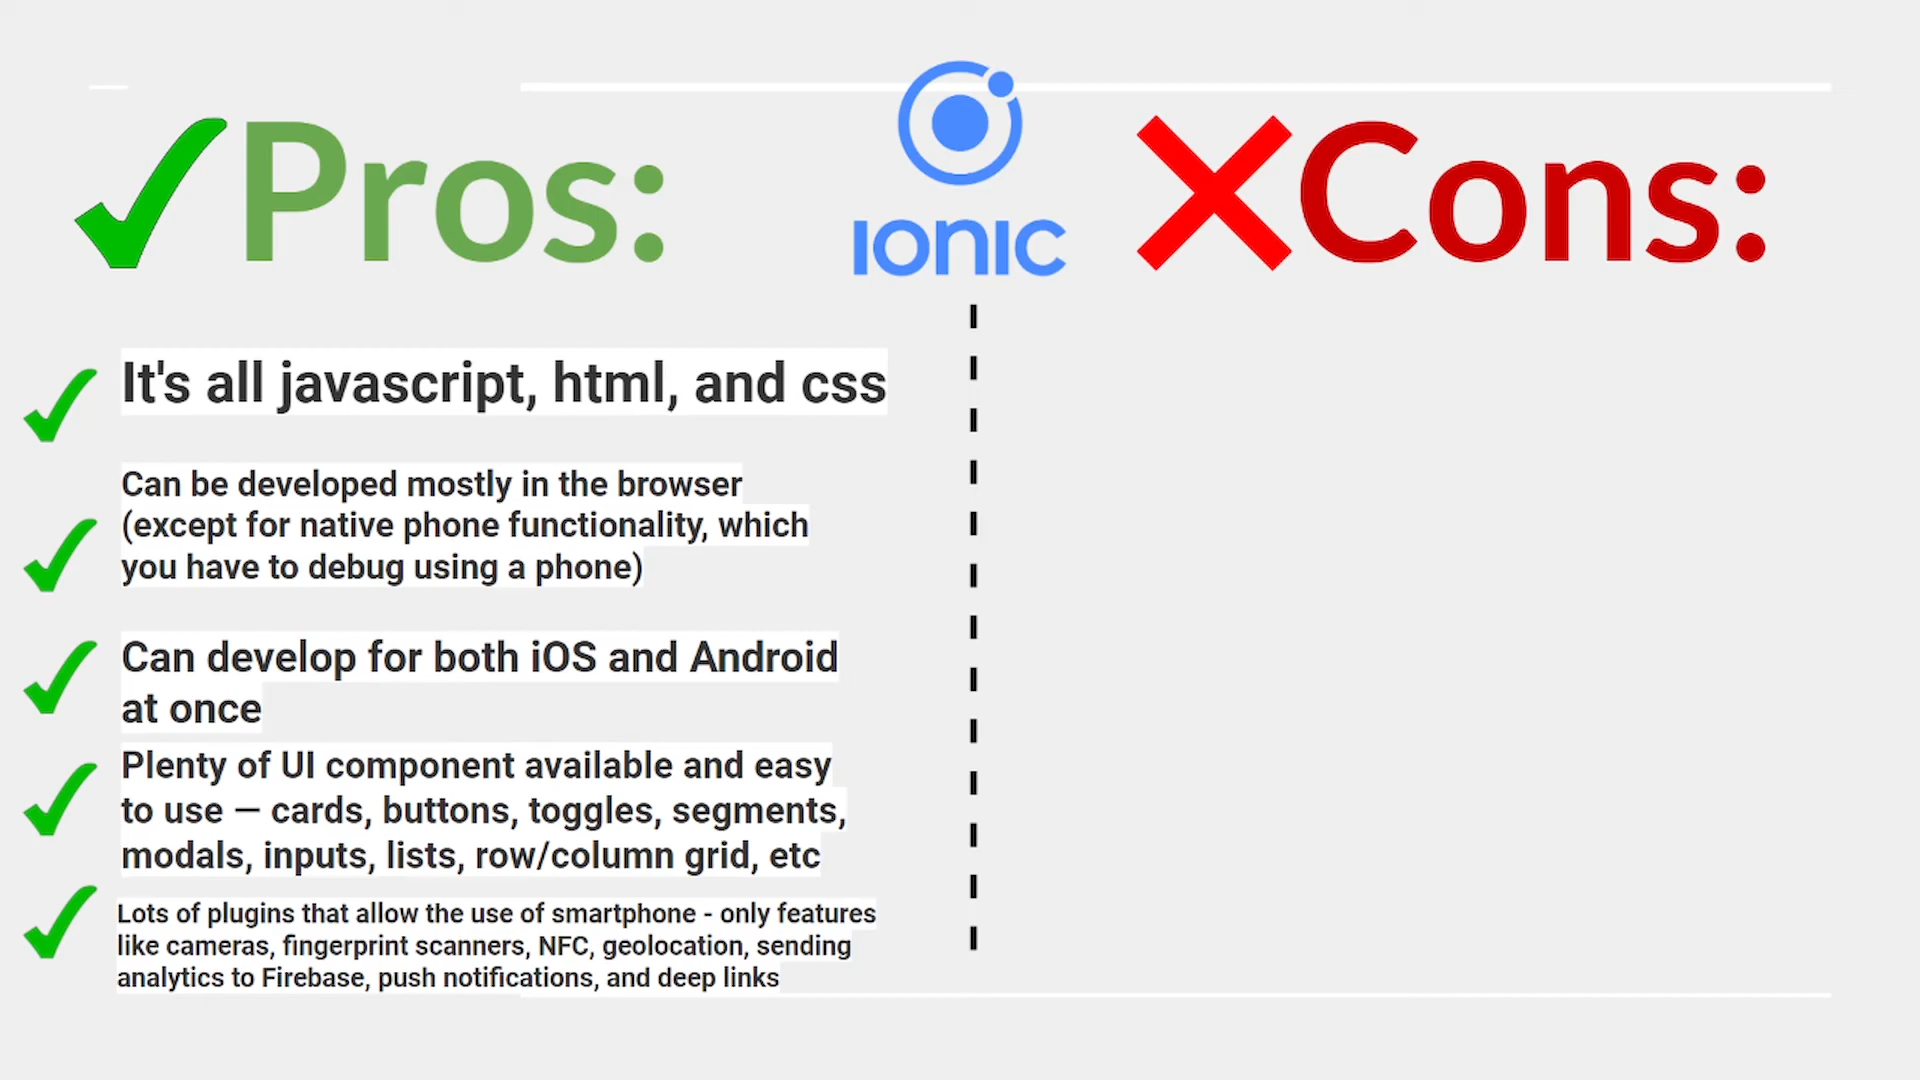 Pros:
IONIC
Cons:
It's all javascript, html, and css
Can be developed mostly in the browser
(except for native phone functionality, which
you have to debug using a phone)
Can develop for both iOS and Android
at once
Plenty of UI component available and easy
to use — cards, buttons, toggles, segments,
modals, inputs, lists, row/column grid, etc
Lots of plugins that allow the use of smartphone - only features
like cameras, fingerprint scanners, NFC, geolocation, sending
analytics to Firebase, push notifications, and deep links